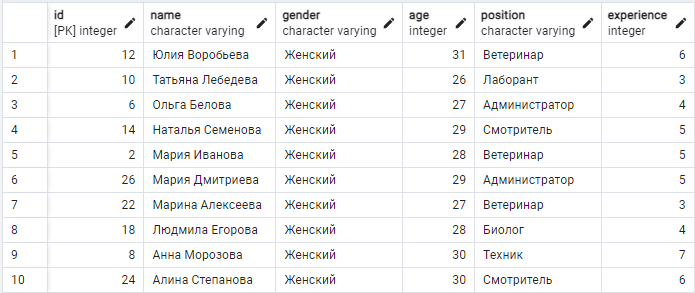 id name gender age position experience
[PK] integer character varying character varying integer character varying integer
1 12 Юлия Воробьева Женский 31 Ветеринар 6
2 10 Татьяна Лебедева Женский 26 Лаборант 3
3 6 Ольга Белова Женский 27 Администратор 4
4 14 Наталья Семенова Женский 29 Смотритель 5
5 2 Мария Иванова Женский 28 Ветеринар 5
6 26 Мария Дмитриева Женский 29 Администратор 5
7 22 Марина Алексеева Женский 27 Ветеринар 3
8 18 Людмила Егорова Женский 28 Биолог 4
9 8 Анна Морозова Женский 30 Техник 7
10 24 Алина Степанова Женский 30 Смотритель 6